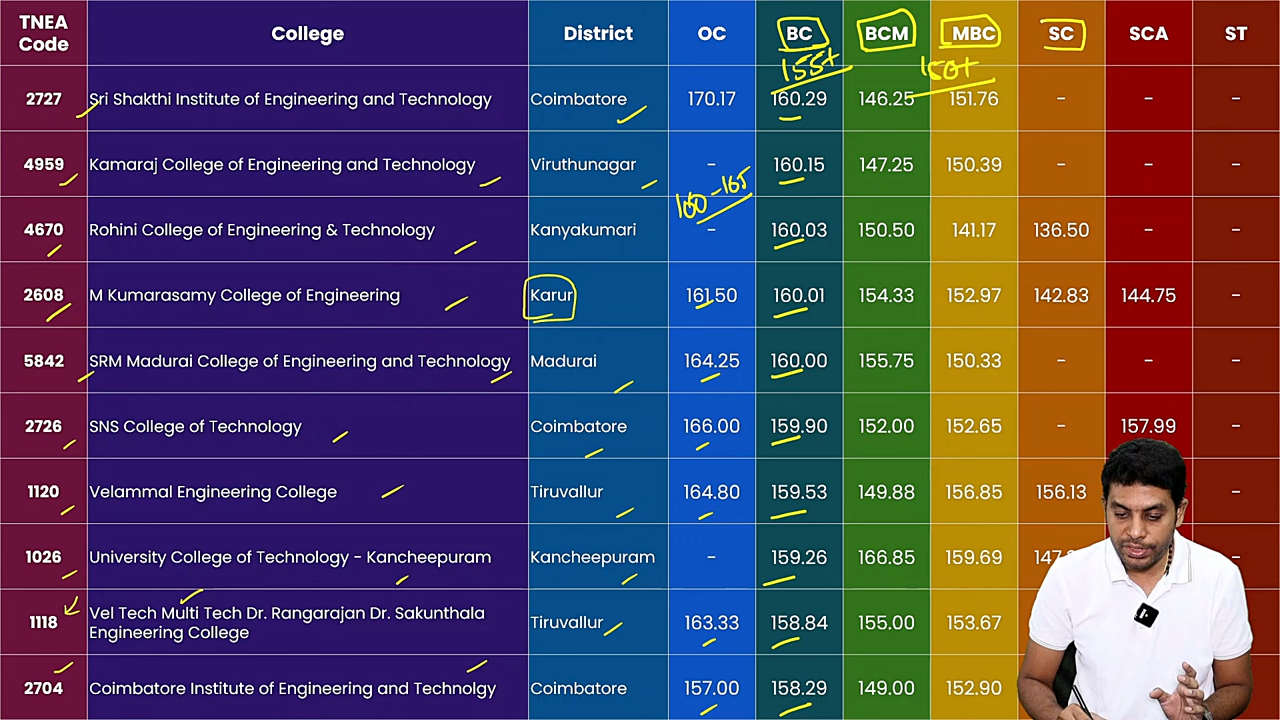 TNEA Code College District OC BC BCM MBC SC SCA ST
155+ 150+
2727 Sri Shakthi Institute of Engineering and Technology Coimbatore 170.17 160.29 146.25 151.76 - - -
4959 Kamaraj College of Engineering and Technology Viruthunagar - 160.15 147.25 150.39 - - -
160-165
4670 Rohini College of Engineering & Technology Kanyakumari - 160.03 150.50 141.17 136.50 - -
2608 M Kumarasamy College of Engineering Karur 161.50 160.01 154.33 152.97 142.83 144.75 -
5842 SRM Madurai College of Engineering and Technology Madurai 164.25 160.00 155.75 150.33 - - -
2726 SNS College of Technology Coimbatore 166.00 159.90 152.00 152.65 - 157.99 -
1120 Velammal Engineering College Tiruvallur 164.80 159.53 149.88 156.85 156.13 -
1026 University College of Technology - Kancheepuram Kancheepuram - 159.26 166.85 159.69 -
1118 Vel Tech Multi Tech Dr. Rangarajan Dr. Sakunthala Engineering College Tiruvallur 163.33 158.84 155.00 153.67
2704 Coimbatore Institute of Engineering and Technolgy Coimbatore 157.00 158.29 149.00 152.90